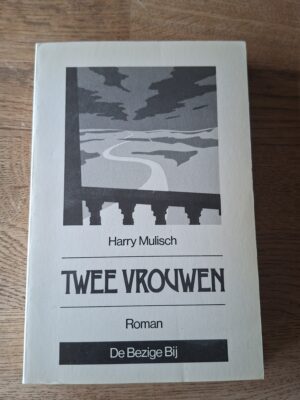 Harry Mulisch
TWEE VROUWEN
Roman
De Bezige Bij